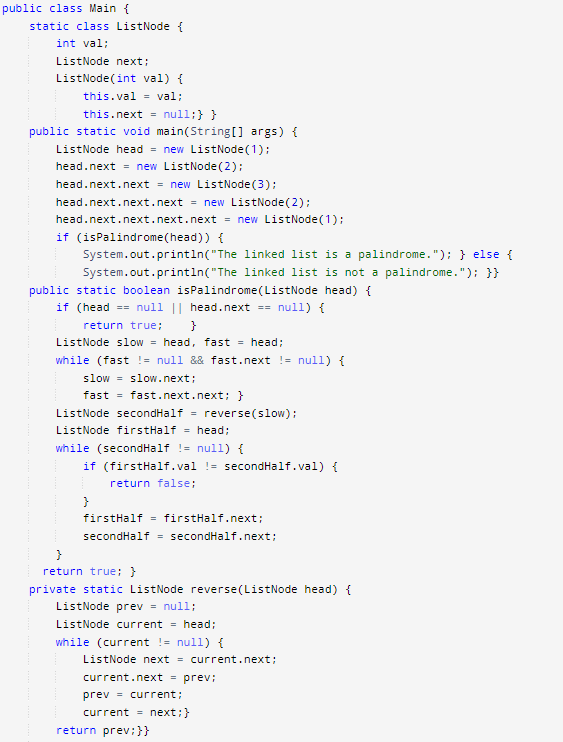 public class Main {
    static class ListNode {
        int val;
        ListNode next;
        ListNode(int val) {
            this.val = val;
            this.next = null;} }
    public static void main(String[] args) {
        ListNode head = new ListNode(1);
        head.next = new ListNode(2);
        head.next.next = new ListNode(3);
        head.next.next.next = new ListNode(2);
        head.next.next.next.next = new ListNode(1);
        if (isPalindrome(head)) {
            System.out.println("The linked list is a palindrome."); } else {
            System.out.println("The linked list is not a palindrome."); }}
    public static boolean isPalindrome(ListNode head) {
        if (head == null || head.next == null) {
            return true;    }
        ListNode slow = head, fast = head;
        while (fast != null && fast.next != null) {
            slow = slow.next;
            fast = fast.next.next; }
        ListNode secondHalf = reverse(slow);
        ListNode firstHalf = head;
        while (secondHalf != null) {
            if (firstHalf.val != secondHalf.val) {
                return false;
            }
            firstHalf = firstHalf.next;
            secondHalf = secondHalf.next;
        }
      return true; }
    private static ListNode reverse(ListNode head) {
        ListNode prev = null;
        ListNode current = head;
        while (current != null) {
            ListNode next = current.next;
            current.next = prev;
            prev = current;
            current = next;}
        return prev;}}